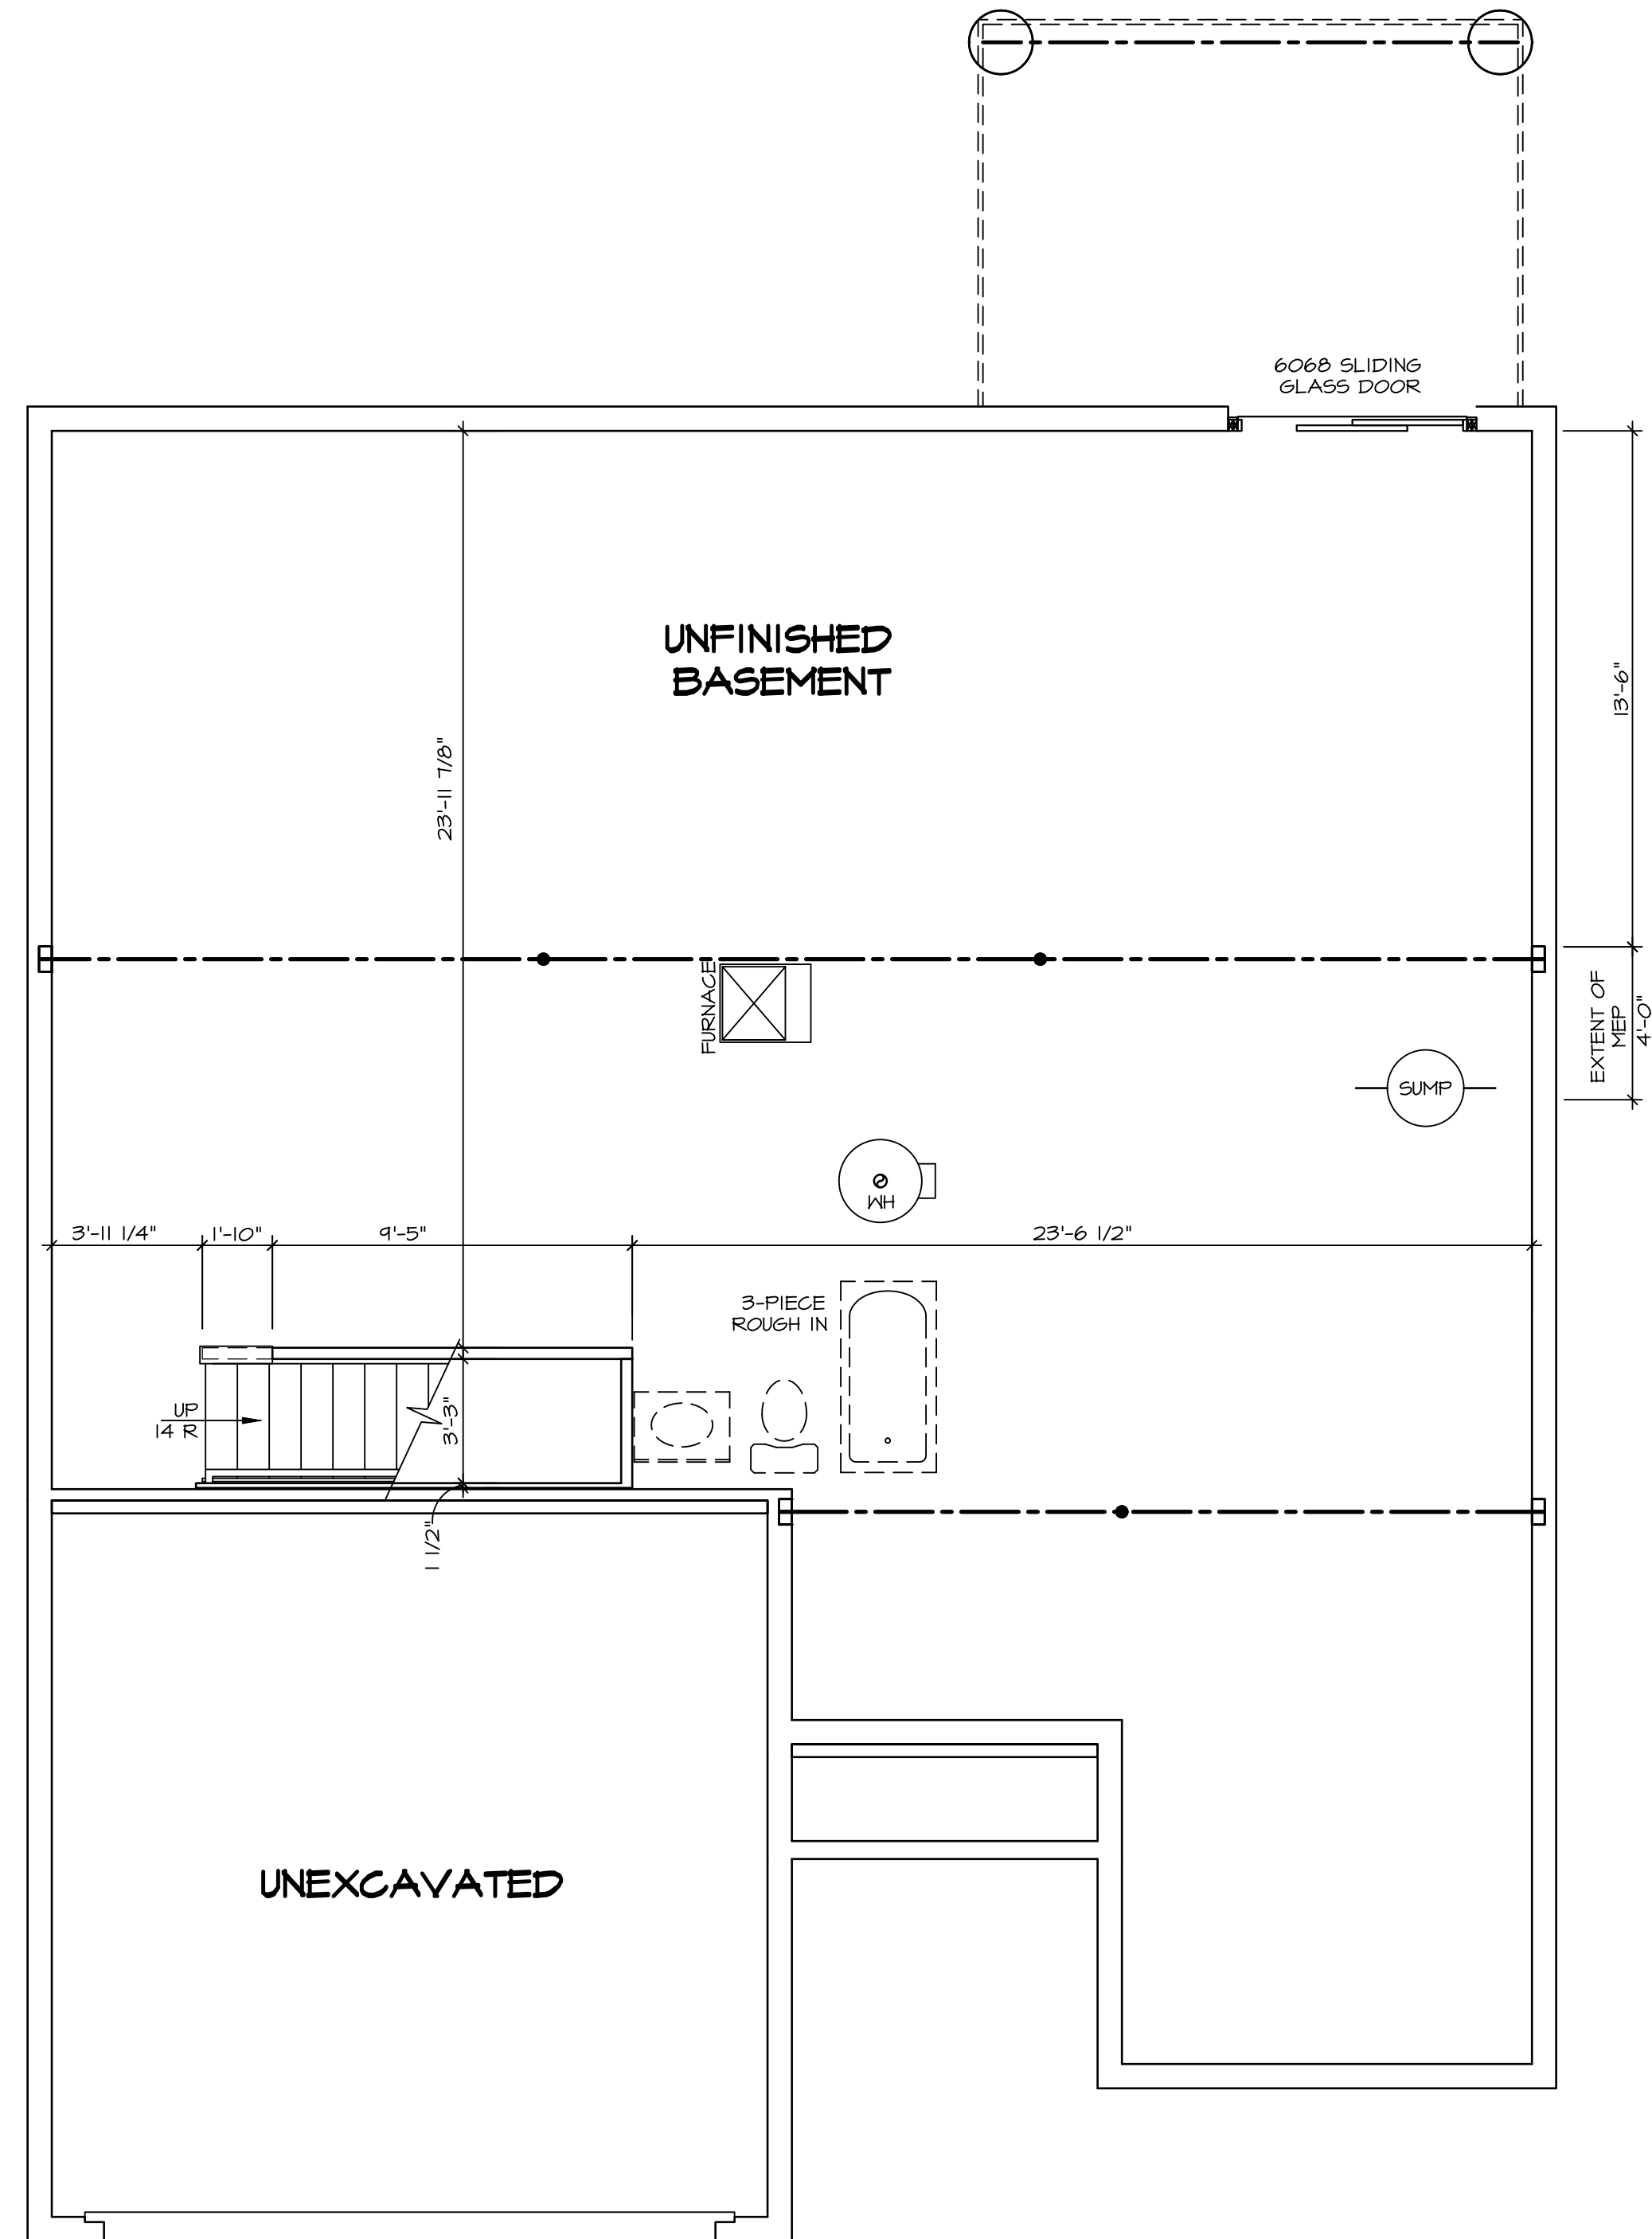 6068 SLIDING
GLASS DOOR
UNFINISHED
BASEMENT
13'-6"
23'-11 7/8"
FURNACE
EXTENT OF
MEP
4'-0"
SUMP
WH
3'-11 1/4"
1'-10"
9'-5"
23'-6 1/2"
3-PIECE
ROUGH IN
UP
14 R
3'-3"
1 1/2"
UNEXCAVATED